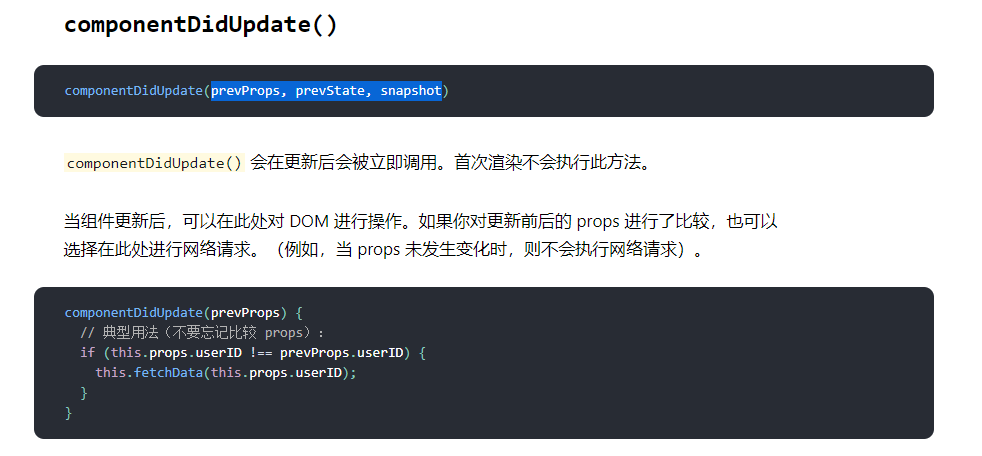 componentDidUpdate()
componentDidUpdate(prevProps, prevState, snapshot)
componentDidUpdate() 会在更新后会被立即调用。首次渲染不会执行此方法。
当组件更新后，可以在此处对 DOM 进行操作。如果你对更新前后的 props 进行了比较，也可以
选择在此处进行网络请求。（例如，当 props 未发生变化时，则不会执行网络请求）。
componentDidUpdate(prevProps) {
  // 典型用法（不要忘记比较 props）：
  if (this.props.userID !== prevProps.userID) {
    this.fetchData(this.props.userID);
  }
}